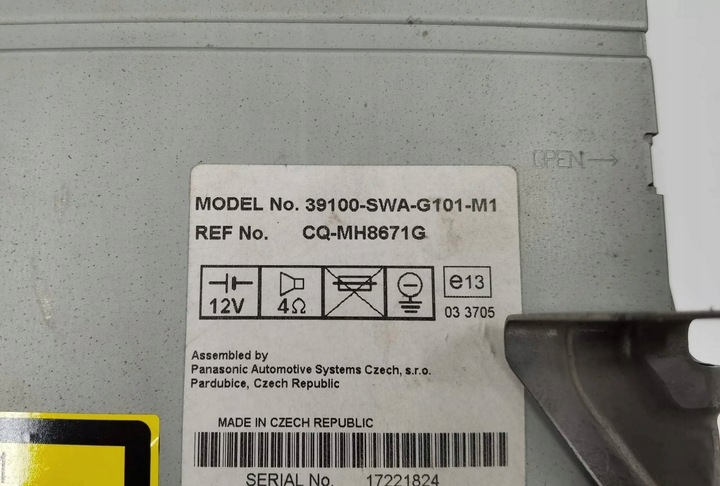 OPEN
MODEL No. 39100-SWA-G101-M1
REF No. CQ-MH8671G
12V
4Ω
e13
03 3705
Assembled by
Panasonic Automotive Systems Czech, s.r.o.
Pardubice, Czech Republic
MADE IN CZECH REPUBLIC
SERIAL No. 17221824